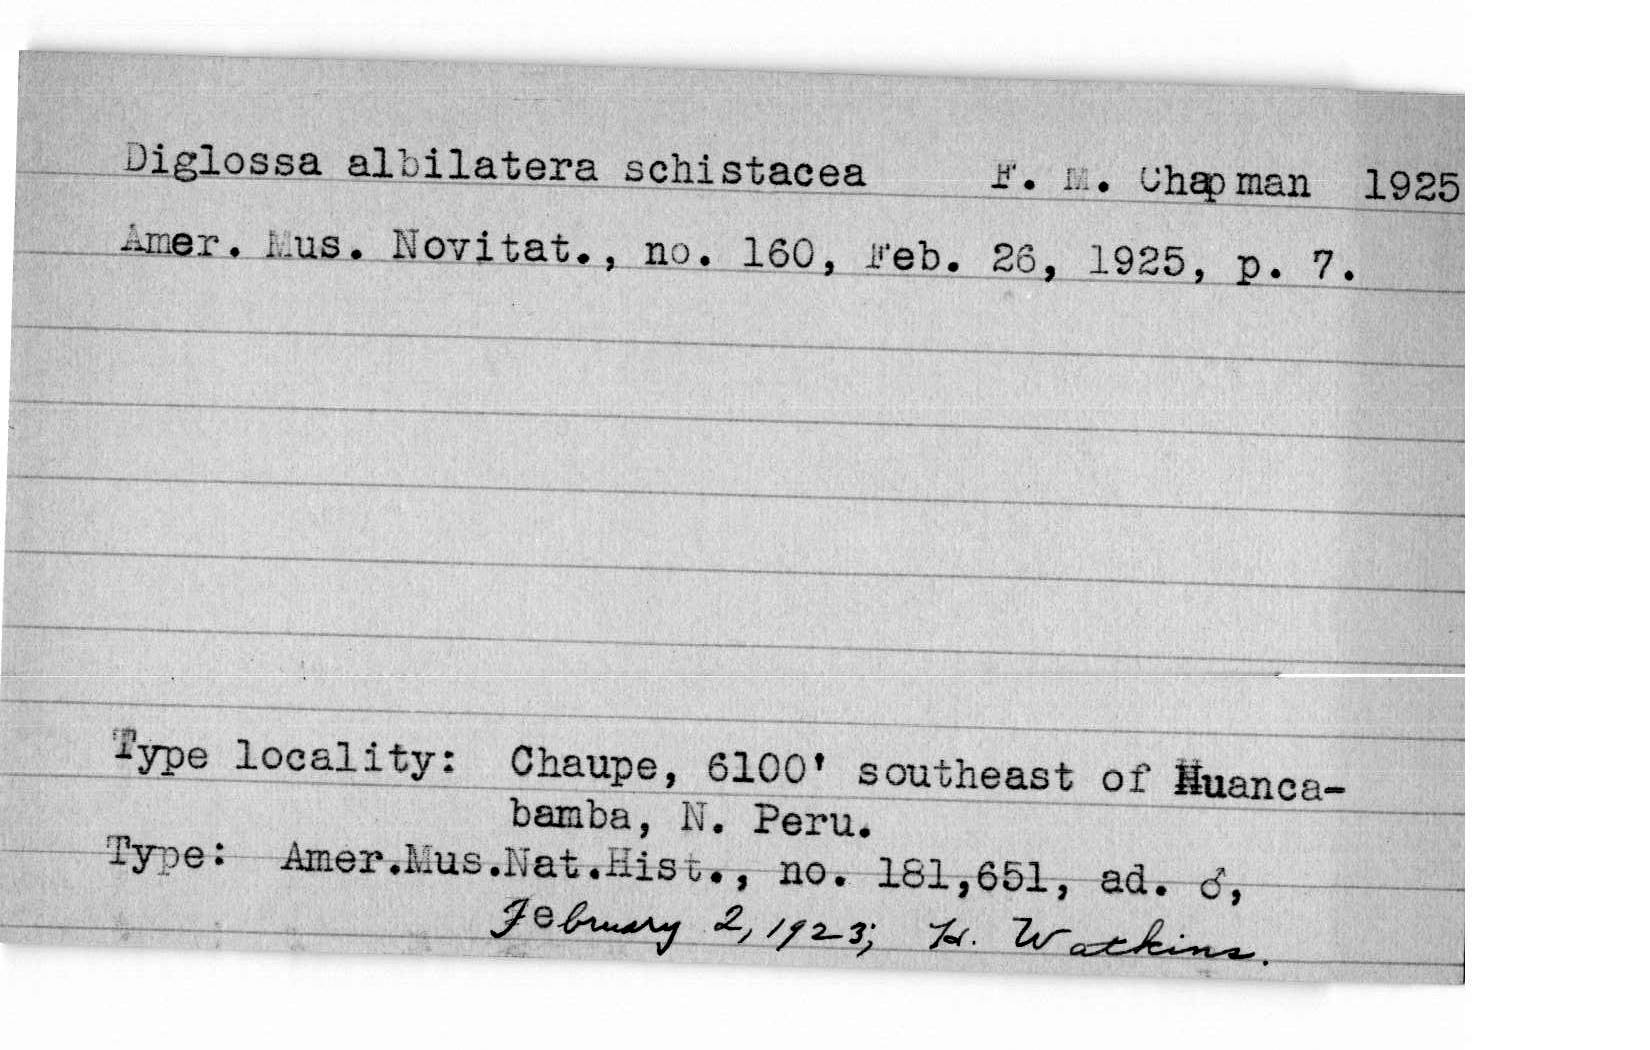 Diglossa albilatera schistacea F. M. Chapman 1925
Amer. Mus. Novitat., no. 160, Feb. 26, 1925, p. 7.
Type locality: Chaupe, 6100' southeast of Huanca-
bamba, N. Peru.
Type: Amer.Mus.Nat.Hist., no. 181,651, ad. ♂,
February 2, 1923; H. Watkins.